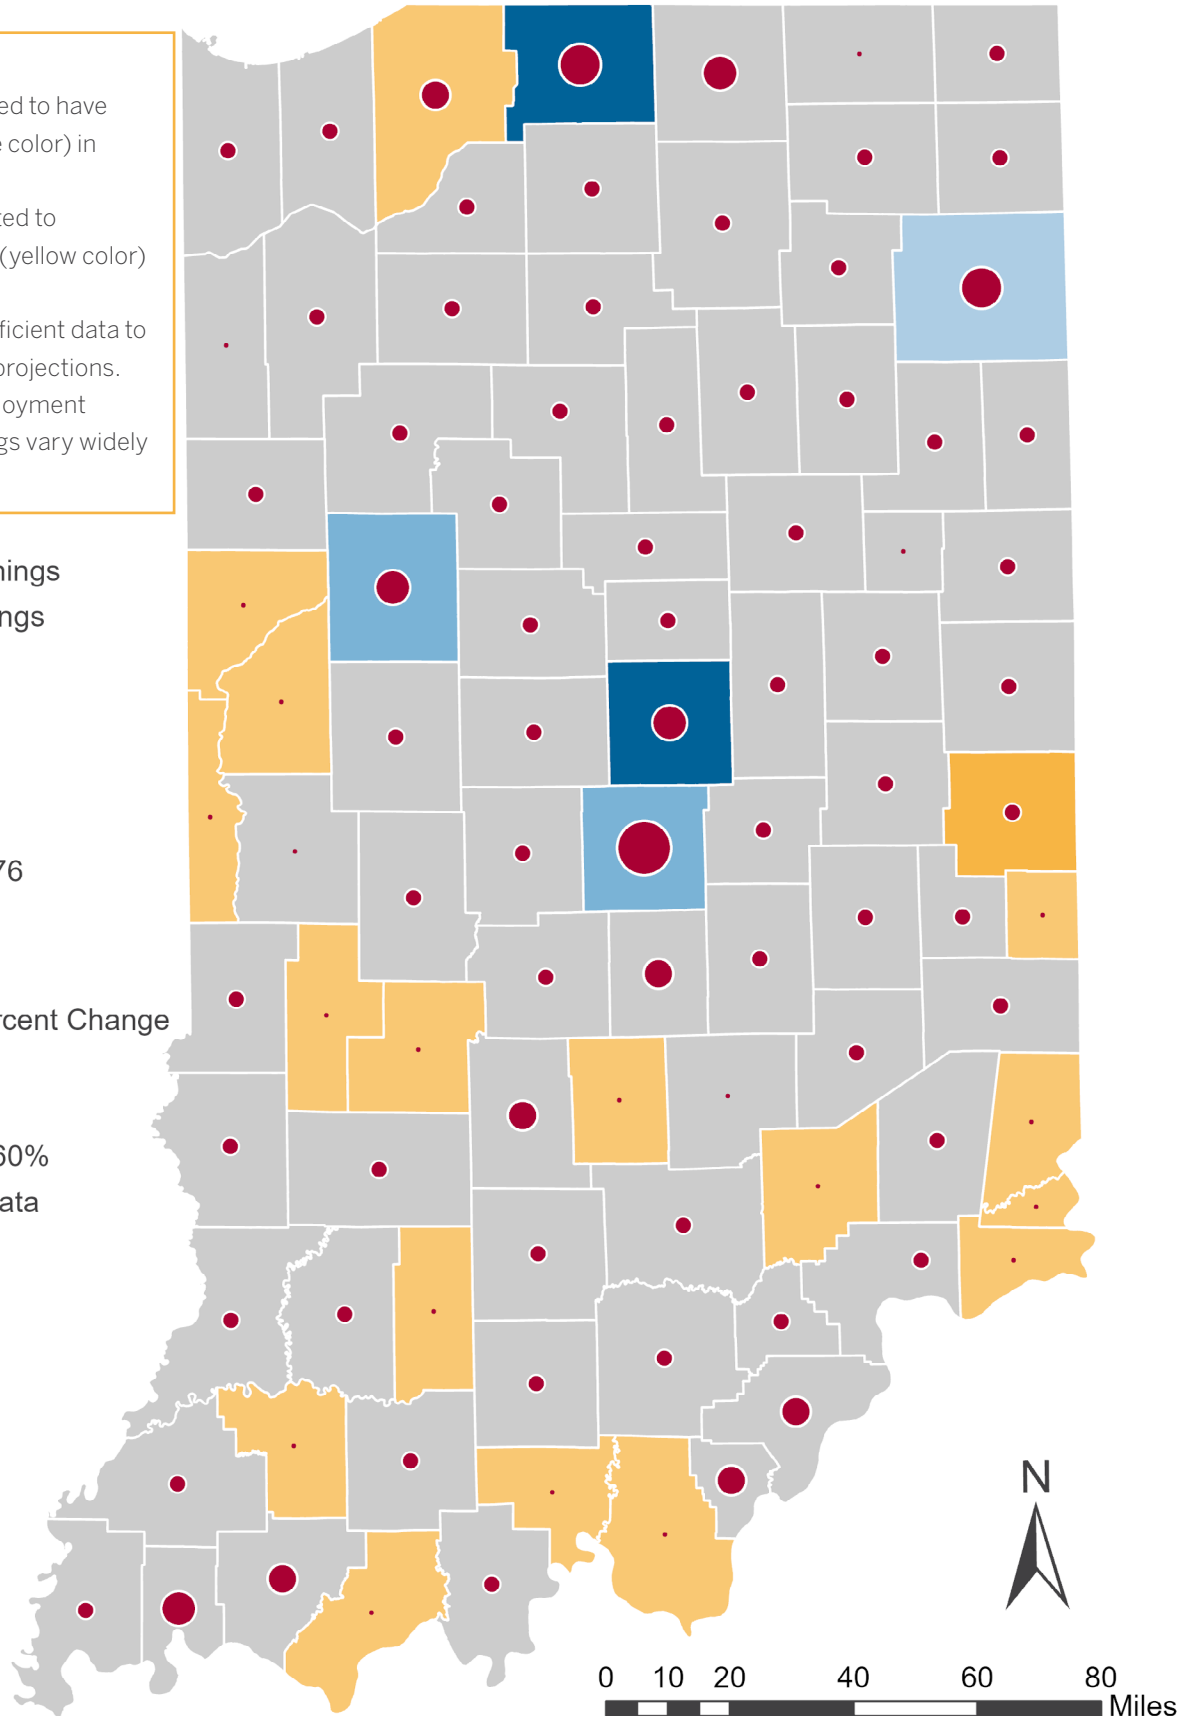 ed to have
color) in
ted to
(yellow color)
ficient data to
projections.
oyment
gs vary widely
nings
ngs
76
rcent Change
60%
ata
N
0 10 20 40 60 80
Miles